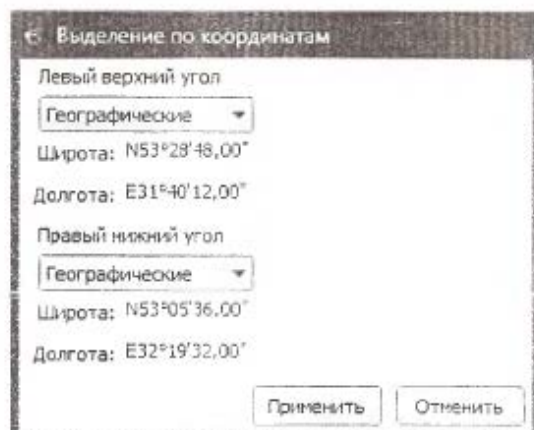 Выделение по координатам
Левый верхний угол
Географические
Широта: N53°28'48,00"
Долгота: E31°40'12,00"
Правый нижний угол
Географические
Широта: N53°05'36,00"
Долгота: E32°19'32,00"
Применить Отменить